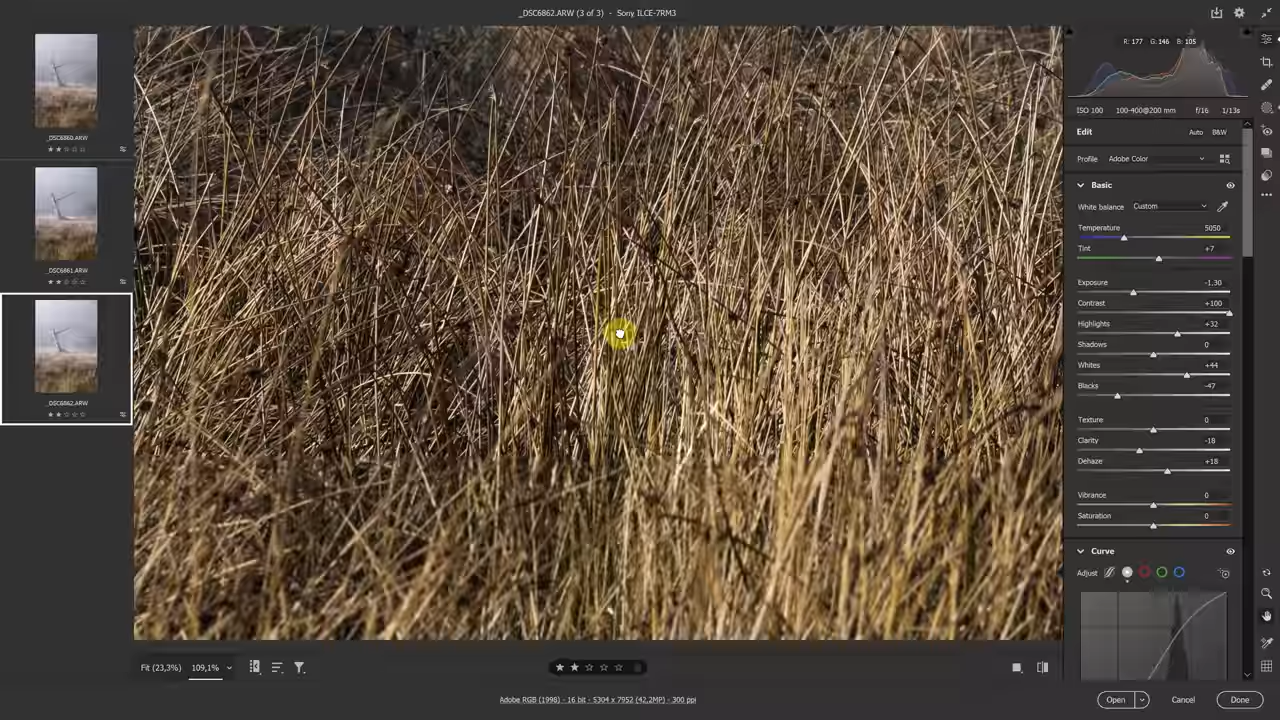 _DSC6862.ARW (3 of 3) - Sony ILCE-7RM3
_DSC6860.ARW
_DSC6861.ARW
_DSC6862.ARW
R: 177 G: 146 B: 105
ISO 100 100-400@200 mm f/16 1/13s
Edit Auto B&W
Profile Adobe Color
Basic
White balance Custom
Temperature 5050
Tint +7
Exposure -1,30
Contrast +100
Highlights +32
Shadows 0
Whites +44
Blacks -47
Texture 0
Clarity -18
Dehaze +18
Vibrance 0
Saturation 0
Curve
Adjust
Fit (23,3%) 109,1%
Adobe RGB (1998) - 16 bit - 5304 x 7952 (42,2MP) - 300 ppi
Open Cancel Done